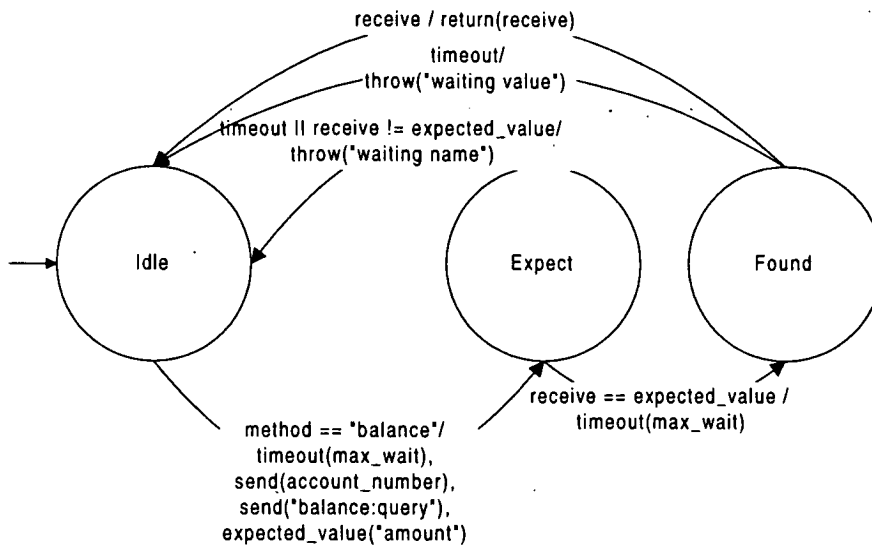 receive / return(receive)
timeout/
throw("waiting value")
timeout || receive != expected_value/
throw("waiting name")
Idle
Expect
Found
receive == expected_value /
timeout(max_wait)
method == "balance"/
timeout(max_wait),
send(account_number),
send("balance:query"),
expected_value("amount")